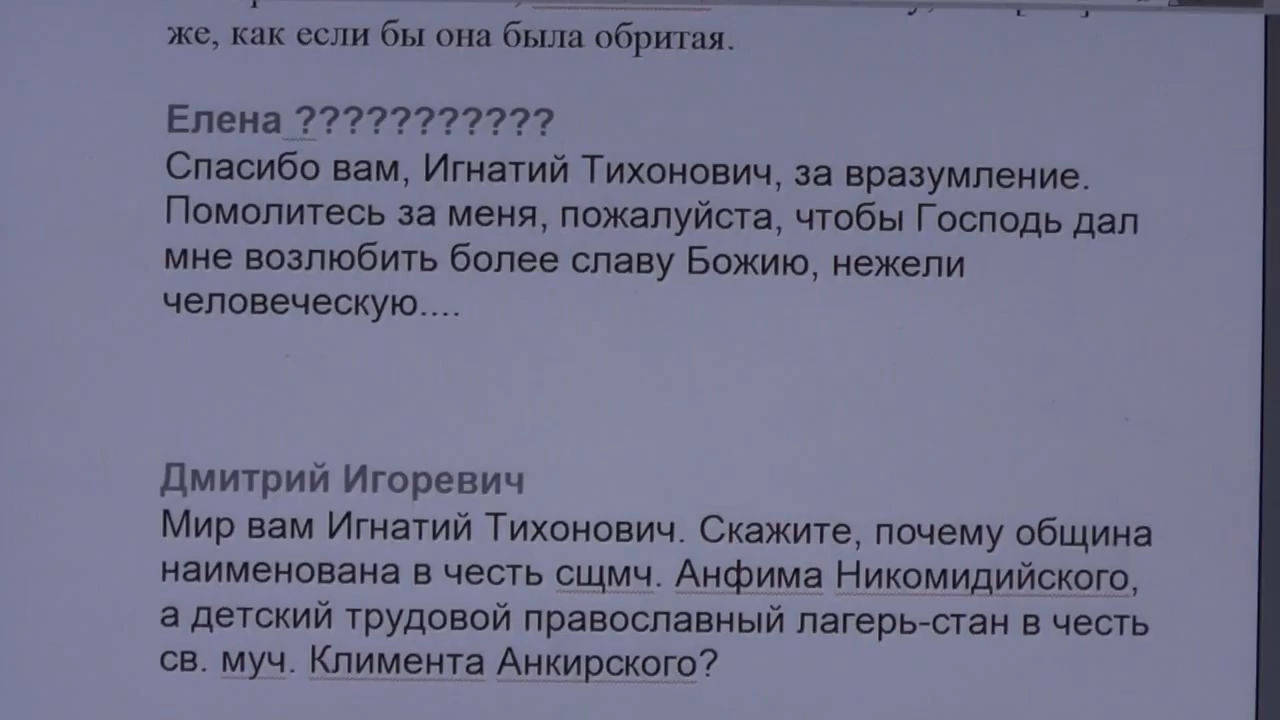 же, как если бы она была обритая.
Елена ???????????
Спасибо вам, Игнатий Тихонович, за вразумление.
Помолитесь за меня, пожалуйста, чтобы Господь дал
мне возлюбить более славу Божию, нежели
человеческую....
Дмитрий Игоревич
Мир вам Игнатий Тихонович. Скажите, почему община
наименована в честь сщмч. Анфима Никомидийского,
а детский трудовой православный лагерь-стан в честь
св. муч. Климента Анкирского?